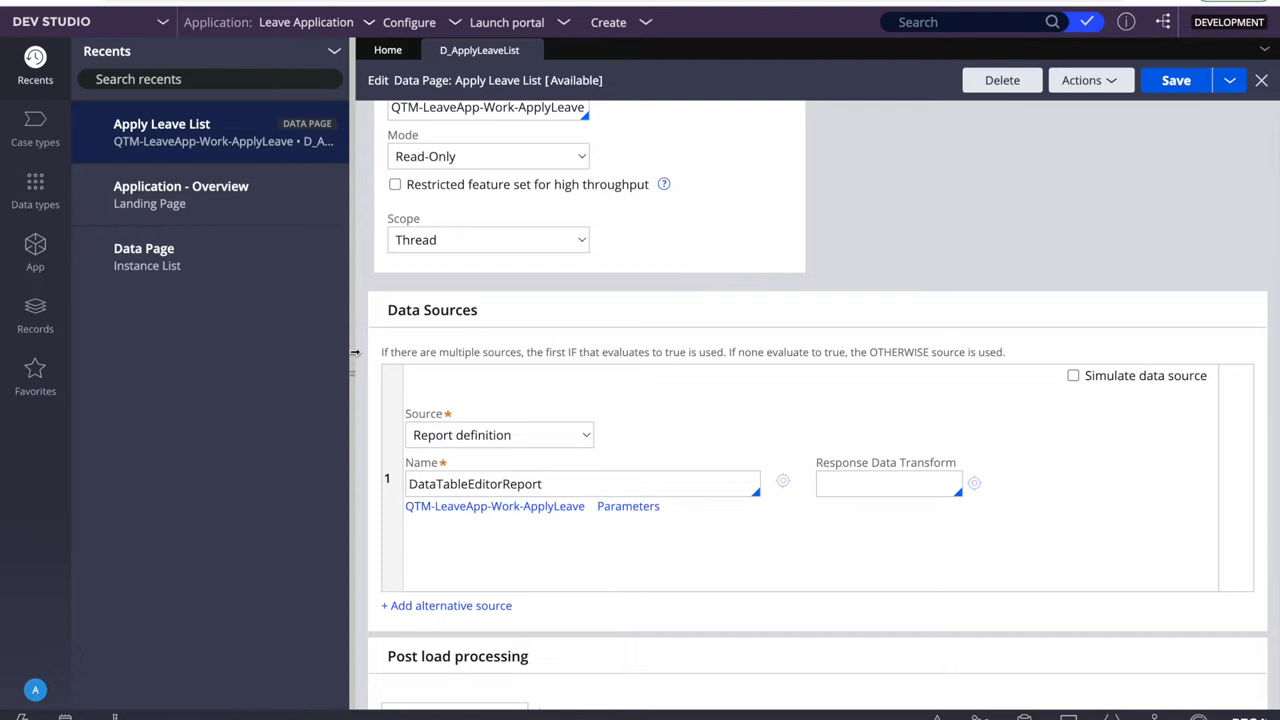 DEV STUDIO
Application: Leave Application
Configure
Launch portal
Create
Search
DEVELOPMENT
Recents
Case types
Data types
App
Records
Favorites
A
Recents
Search recents
Apply Leave List
DATA PAGE
QTM-LeaveApp-Work-ApplyLeave • D_A...
Application - Overview
Landing Page
Data Page
Instance List
Home
D_ApplyLeaveList
Edit Data Page: Apply Leave List [Available]
Delete
Actions
Save
QTM-LeaveApp-Work-ApplyLeave
Mode
Read-Only
Restricted feature set for high throughput ?
Scope
Thread
Data Sources
If there are multiple sources, the first IF that evaluates to true is used. If none evaluate to true, the OTHERWISE source is used.
Simulate data source
Source★
Report definition
Name★
Response Data Transform
1
DataTableEditorReport
QTM-LeaveApp-Work-ApplyLeave Parameters
+ Add alternative source
Post load processing